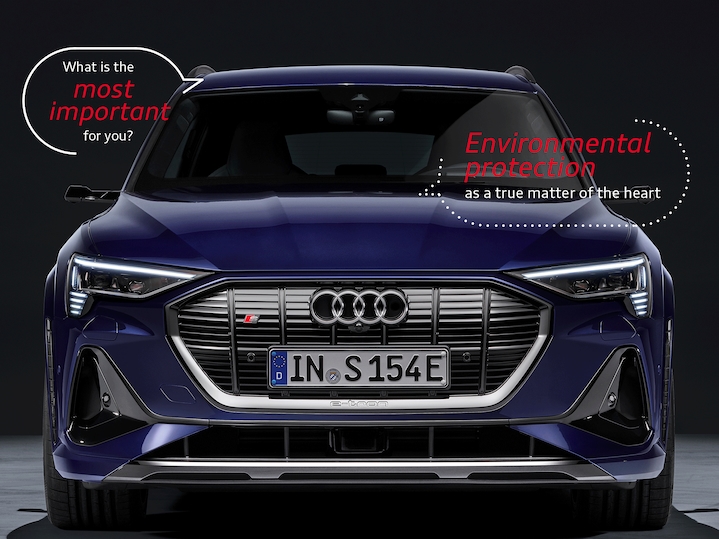 What is the
most
important
for you?
Environmental
protection
as a true matter of the heart
S
D
IN S 154E
e-tron